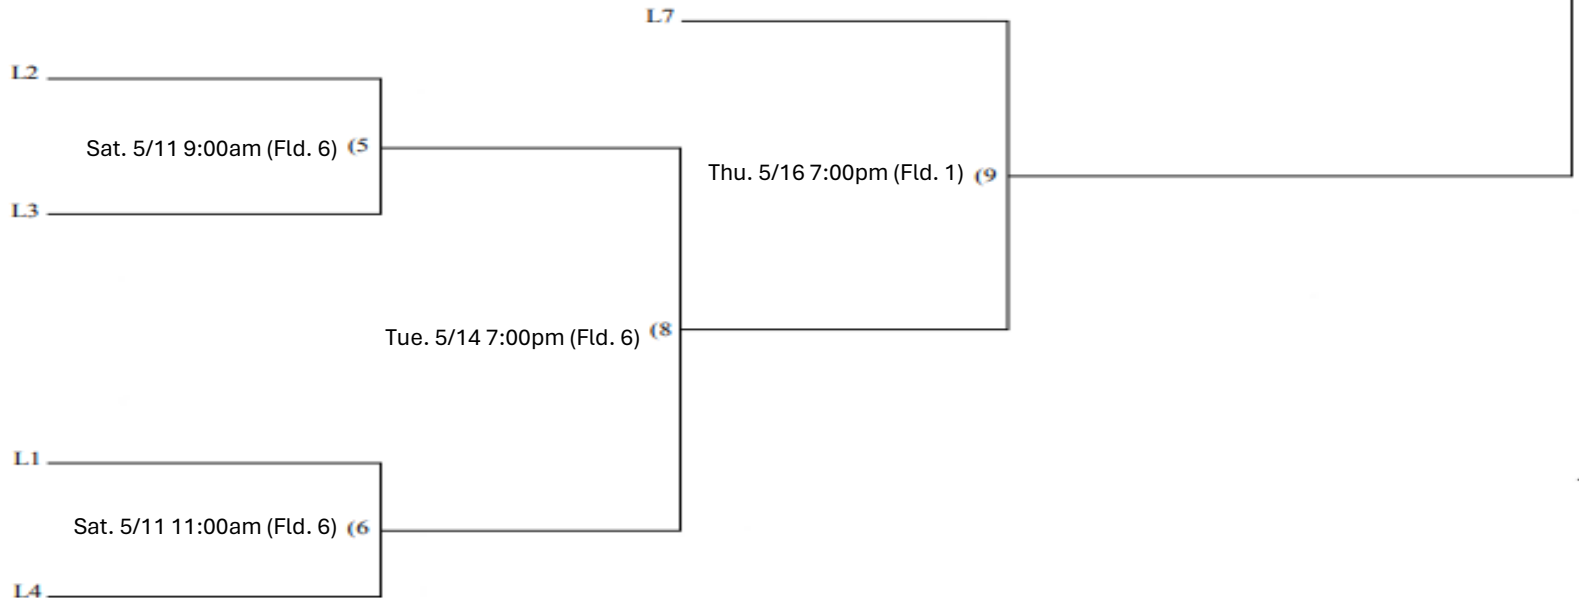 L7
L2
Sat. 5/11 9:00am (Fld. 6) (5
Thu. 5/16 7:00pm (Fld. 1) (9
L3
Tue. 5/14 7:00pm (Fld. 6) (8
L1
Sat. 5/11 11:00am (Fld. 6) (6
L4